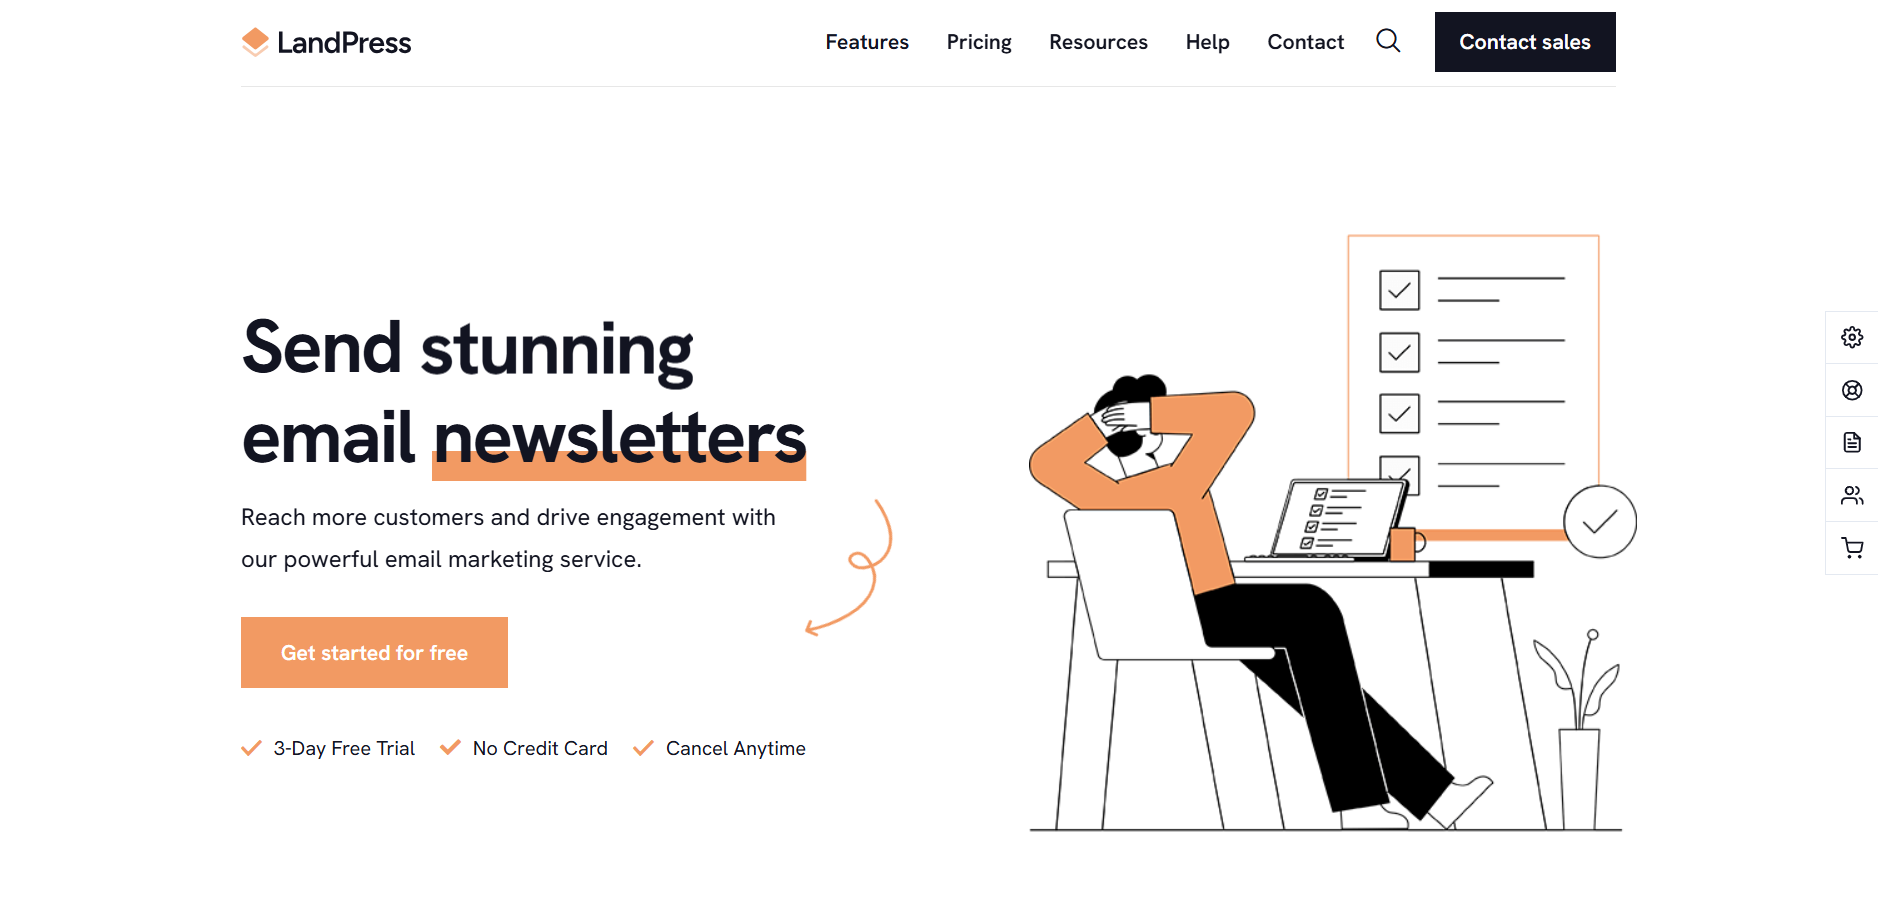 LandPress
Features Pricing Resources Help Contact Contact sales
Send stunning
email newsletters
Reach more customers and drive engagement with
our powerful email marketing service.
Get started for free
3-Day Free Trial No Credit Card Cancel Anytime